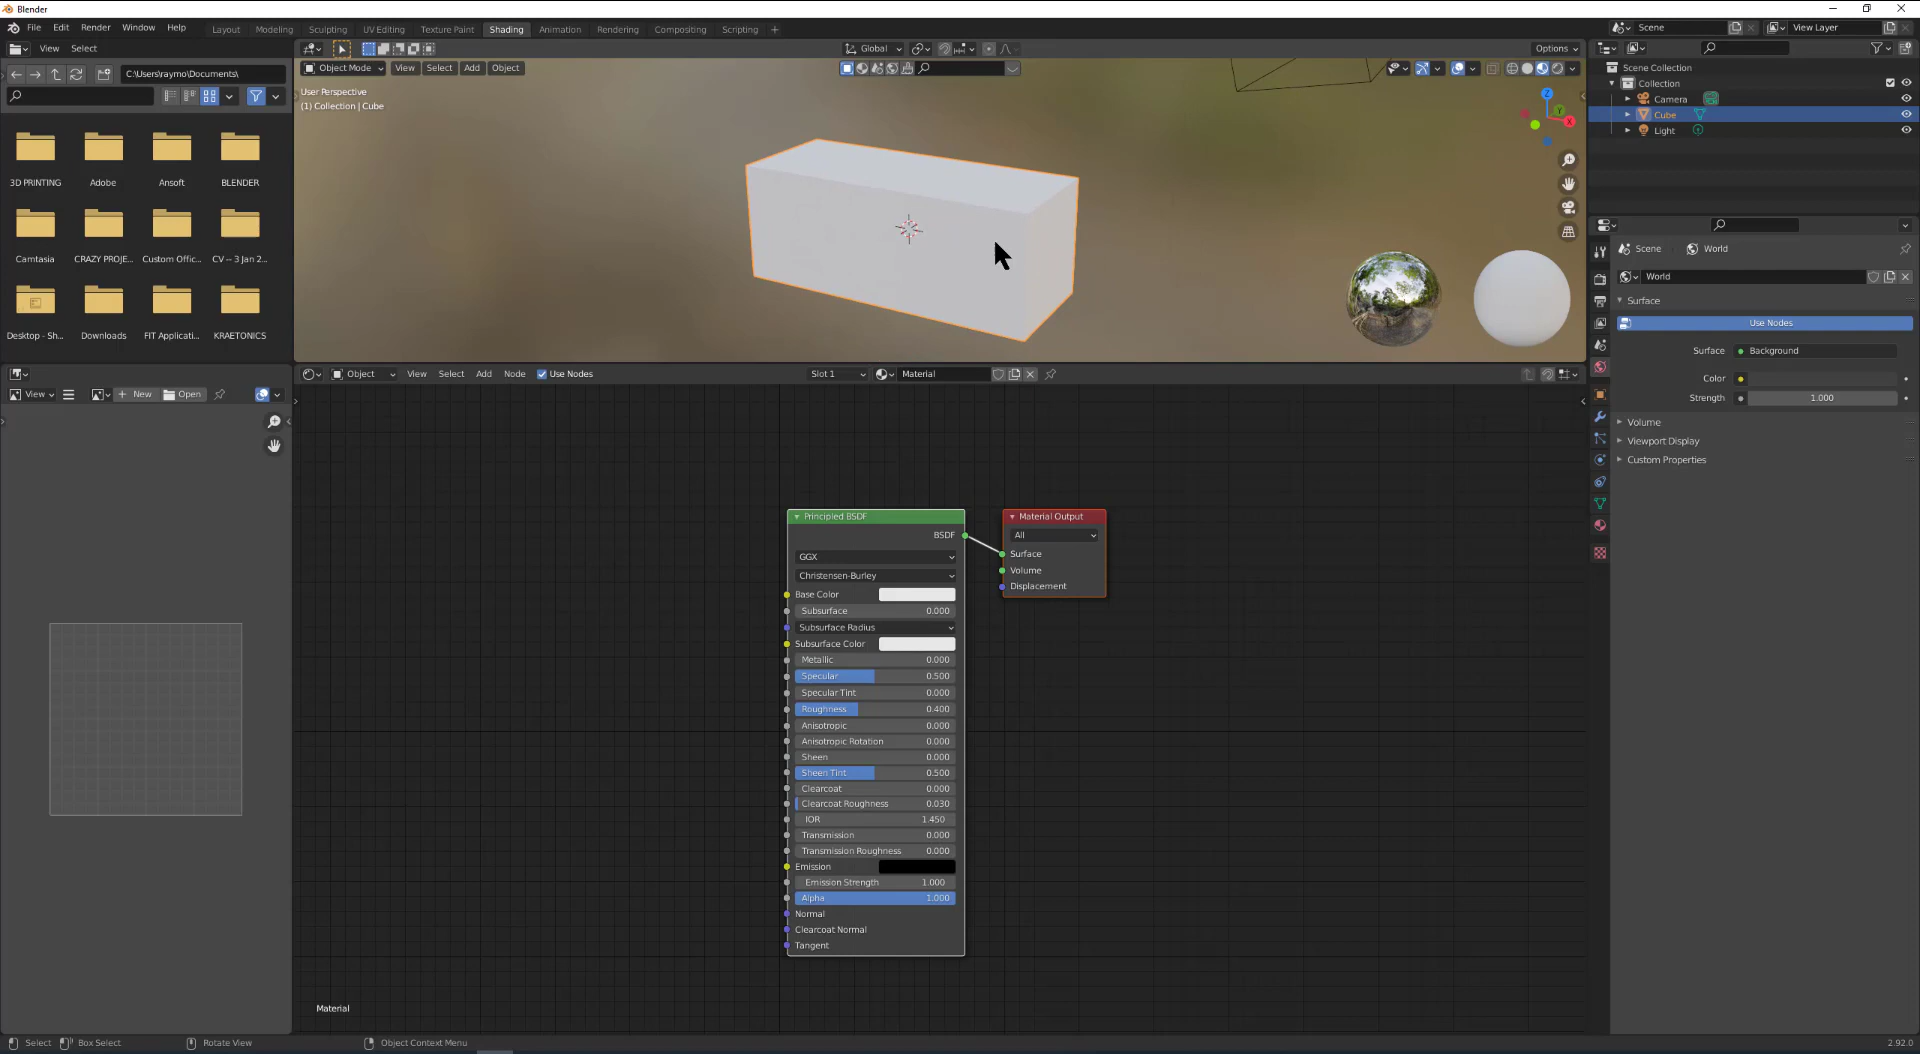 Blender
File Edit Render Window Help
Layout Modeling Sculpting UV Editing Texture Paint Shading Animation Rendering Compositing Scripting +
Scene
View Layer
View Select
Global
Options
C:\Users\raymo\Documents\
Object Mode View Select Add Object
User Perspective
(1) Collection | Cube
Z
Y
X
Scene Collection
Collection
Camera
Cube
Light
3D PRINTING Adobe Ansoft BLENDER
Camtasia CRAZY PROJE... Custom Offic... CV -- 3 Jan 2...
Desktop - Sh... Downloads FIT Applicati... KRAETONICS
Scene World
World
Surface
Use Nodes
Surface Background
Color
Strength 1.000
Volume
Viewport Display
Custom Properties
Object View Select Add Node Use Nodes
Slot 1
Material
View
New
Open
Principled BSDF
BSDF
GGX
Christensen-Burley
Base Color
Subsurface 0.000
Subsurface Radius
Subsurface Color
Metallic 0.000
Specular 0.500
Specular Tint 0.000
Roughness 0.400
Anisotropic 0.000
Anisotropic Rotation 0.000
Sheen 0.000
Sheen Tint 0.500
Clearcoat 0.000
Clearcoat Roughness 0.030
IOR 1.450
Transmission 0.000
Transmission Roughness 0.000
Emission
Emission Strength 1.000
Alpha 1.000
Normal
Clearcoat Normal
Tangent
Material Output
All
Surface
Volume
Displacement
Material
Select Box Select Rotate View Object Context Menu
2.92.0